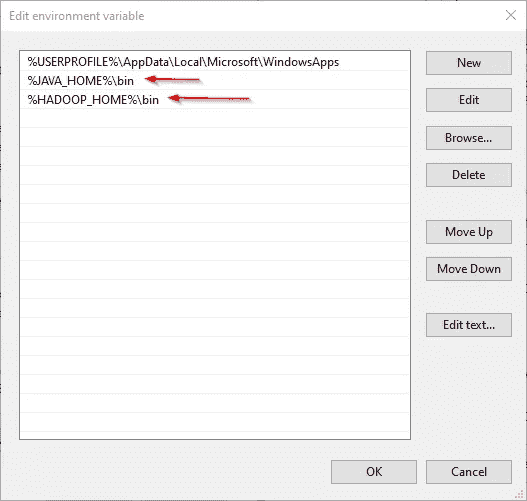 Edit environment variable
%USERPROFILE%\AppData\Local\Microsoft\WindowsApps
%JAVA_HOME%\bin
%HADOOP_HOME%\bin
New
Edit
Browse...
Delete
Move Up
Move Down
Edit text...
OK
Cancel